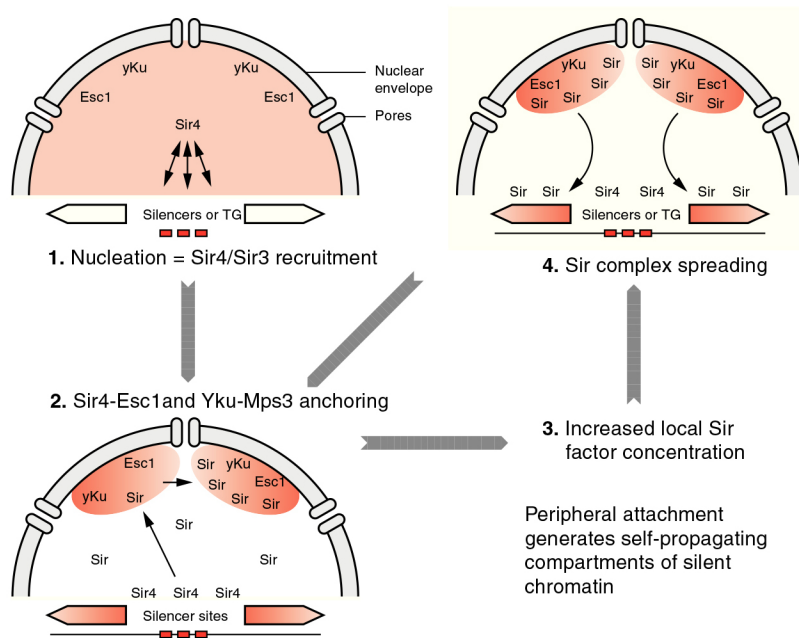 yKu
yKu
Esc1
Esc1
Nuclear
envelope
Pores
Sir4
Silencers or TG
1. Nucleation = Sir4/Sir3 recruitment
yKu
Sir
Sir
Esc1
Sir
Sir
Sir
yKu
Sir
Esc1
Sir
Sir
Sir
Sir
Sir4
Sir4
Sir
Sir
Silencers or TG
4. Sir complex spreading
2. Sir4-Esc1and Yku-Mps3 anchoring
Esc1
yKu
Sir
Sir
yKu
Sir
Esc1
Sir
Sir
Sir
Sir
Sir
Sir4
Sir4
Sir4
Silencer sites
3. Increased local Sir
factor concentration
Peripheral attachment
generates self-propagating
compartments of silent
chromatin